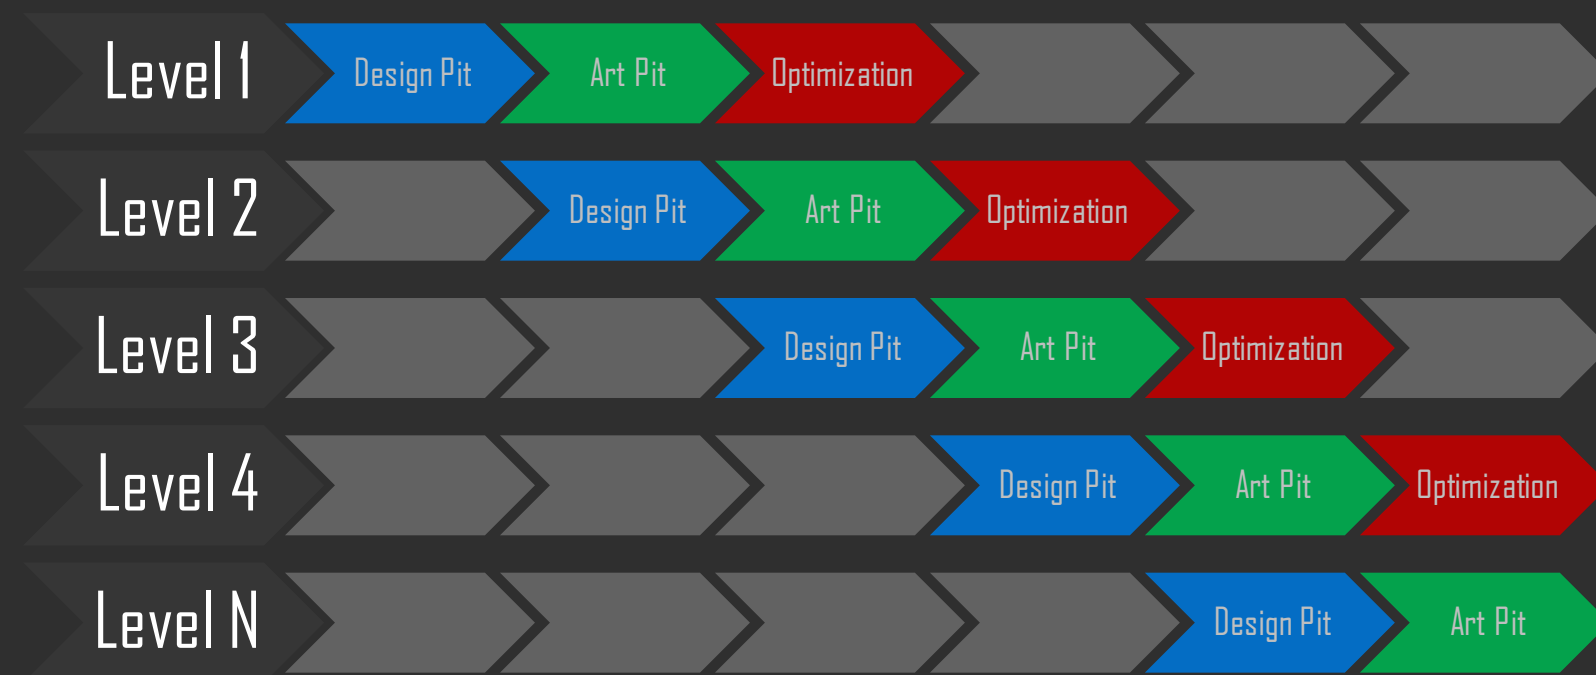 Level 1 Design Pit Art Pit Optimization
Level 2 Design Pit Art Pit Optimization
Level 3 Design Pit Art Pit Optimization
Level 4 Design Pit Art Pit Optimization
Level N Design Pit Art Pit